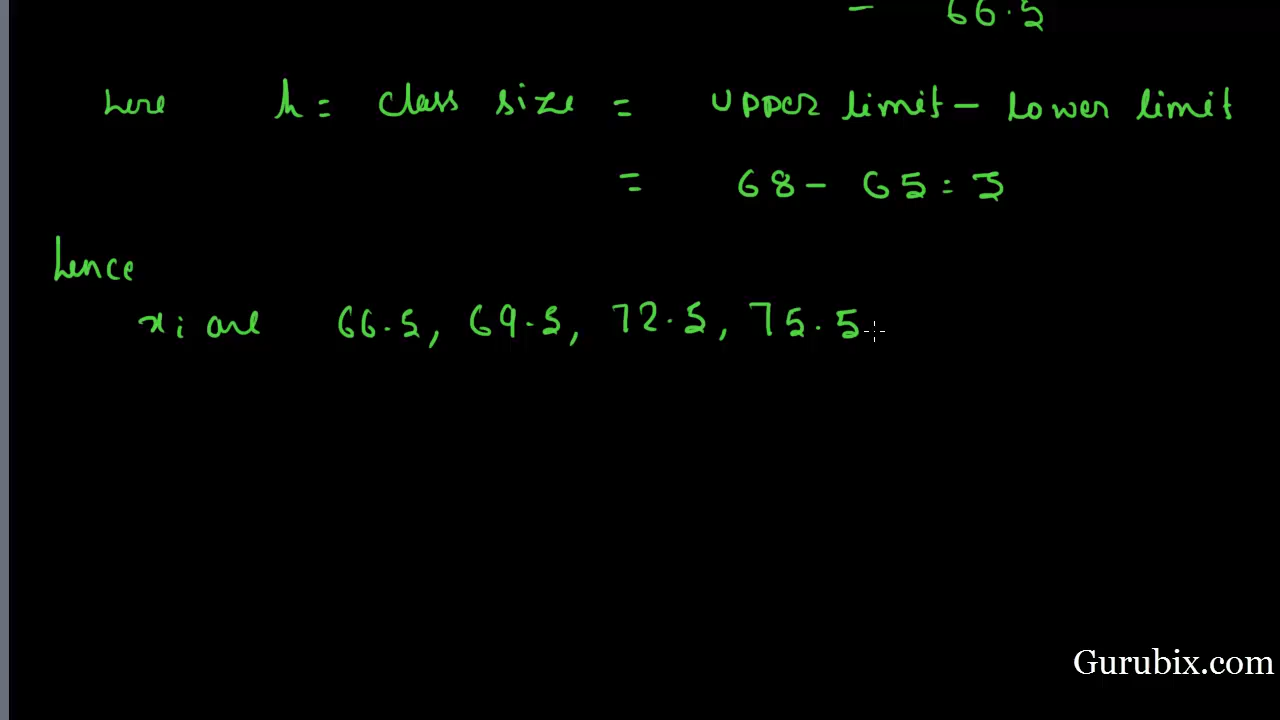 = 66.5
here h = class size = upper limit - Lower limit
= 68 - 65 = 3
hence
xi are 66.5, 69.5, 72.5, 75.5
Gurubix.com